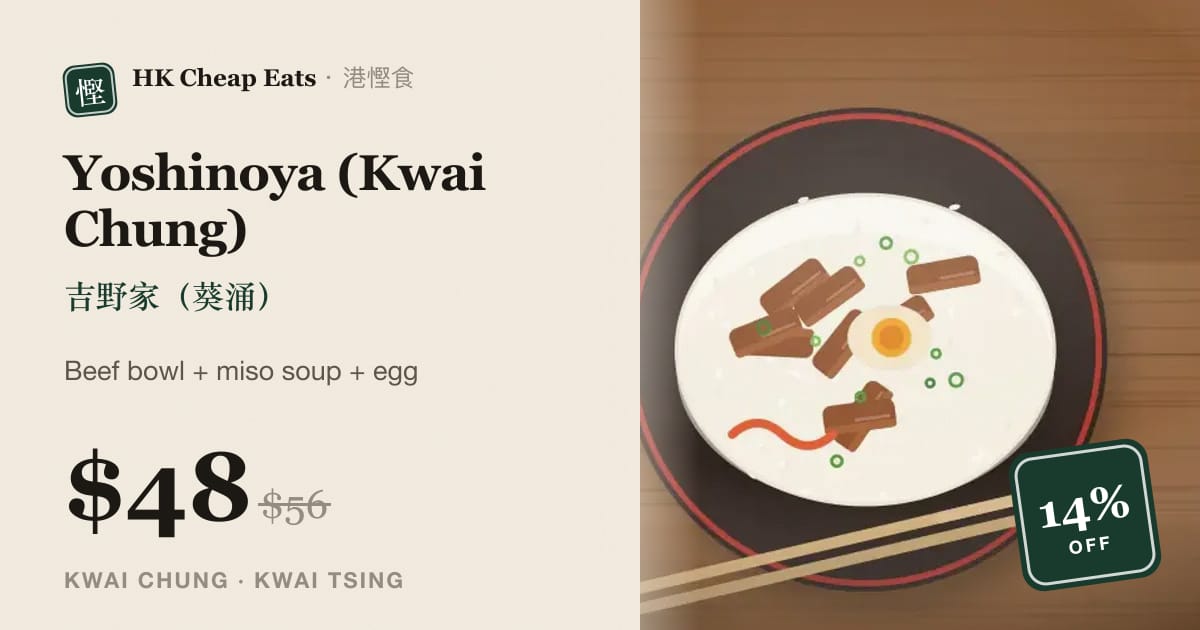 慳
HK Cheap Eats · 港慳食
Yoshinoya (Kwai
Chung)
吉野家（葵涌）
Beef bowl + miso soup + egg
$48 $56
KWAI CHUNG · KWAI TSING
14%
OFF